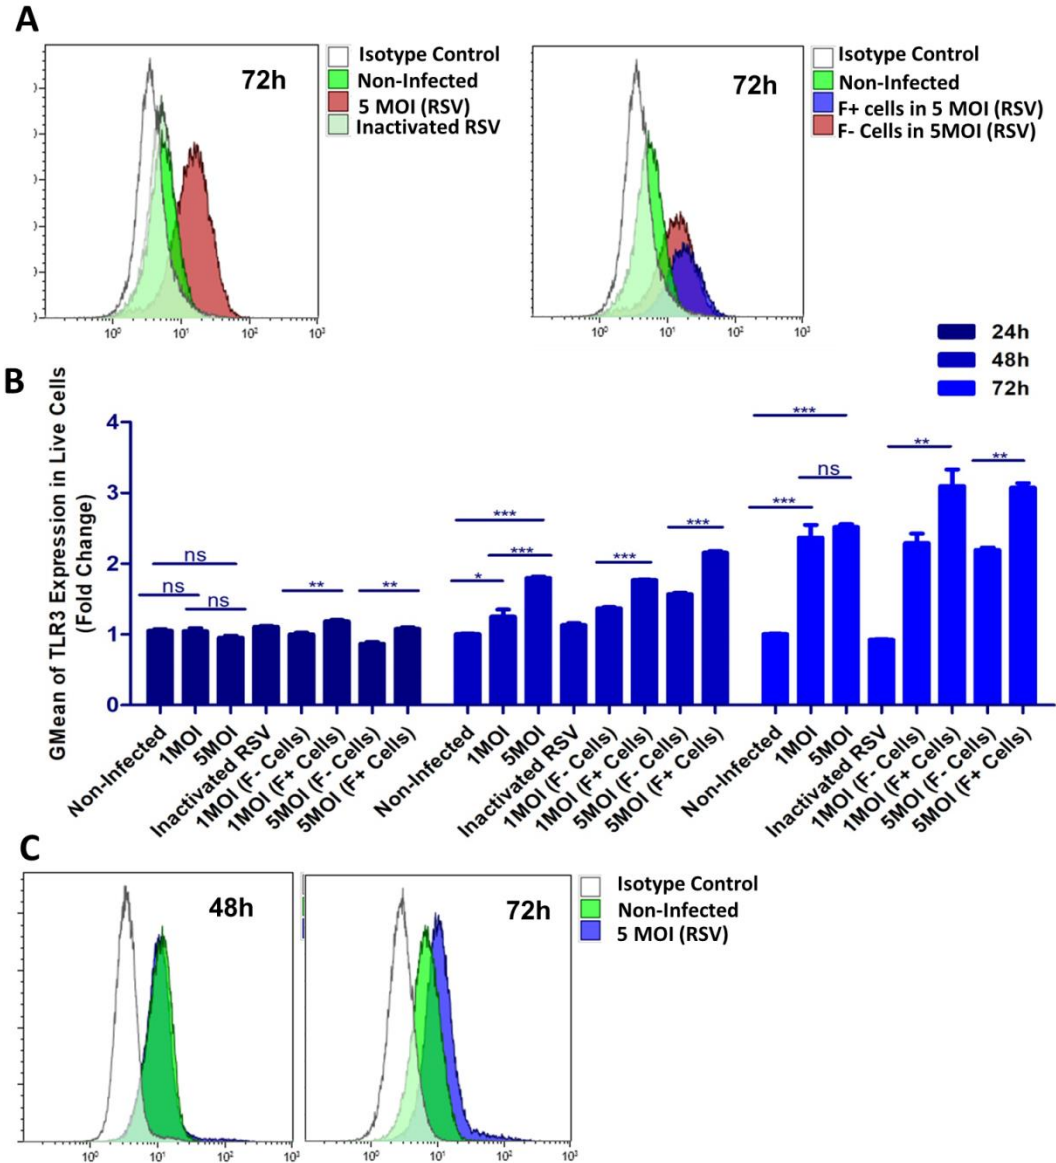 A
72h
Isotype Control
Non-Infected
5 MOI (RSV)
Inactivated RSV
10⁰ 10¹ 10² 10³
72h
Isotype Control
Non-Infected
F+ cells in 5 MOI (RSV)
F- Cells in 5MOI (RSV)
10⁰ 10¹ 10² 10³
24h
48h
72h
B
GMean of TLR3 Expression in Live Cells
(Fold Change)
4
3
2
1
0
ns
ns
ns
**
**
*
***
***
***
***
***
***
ns
**
**
Non-Infected
1MOI
5MOI
Inactivated RSV
1MOI (F- Cells)
1MOI (F+ Cells)
5MOI (F- Cells)
5MOI (F+ Cells)
Non-Infected
1MOI
5MOI
Inactivated RSV
1MOI (F- Cells)
1MOI (F+ Cells)
5MOI (F- Cells)
5MOI (F+ Cells)
Non-Infected
1MOI
5MOI
Inactivated RSV
1MOI (F- Cells)
1MOI (F+ Cells)
5MOI (F- Cells)
5MOI (F+ Cells)
C
48h
10⁰ 10¹ 10² 10³
72h
10⁰ 10¹ 10² 10³
Isotype Control
Non-Infected
5 MOI (RSV)